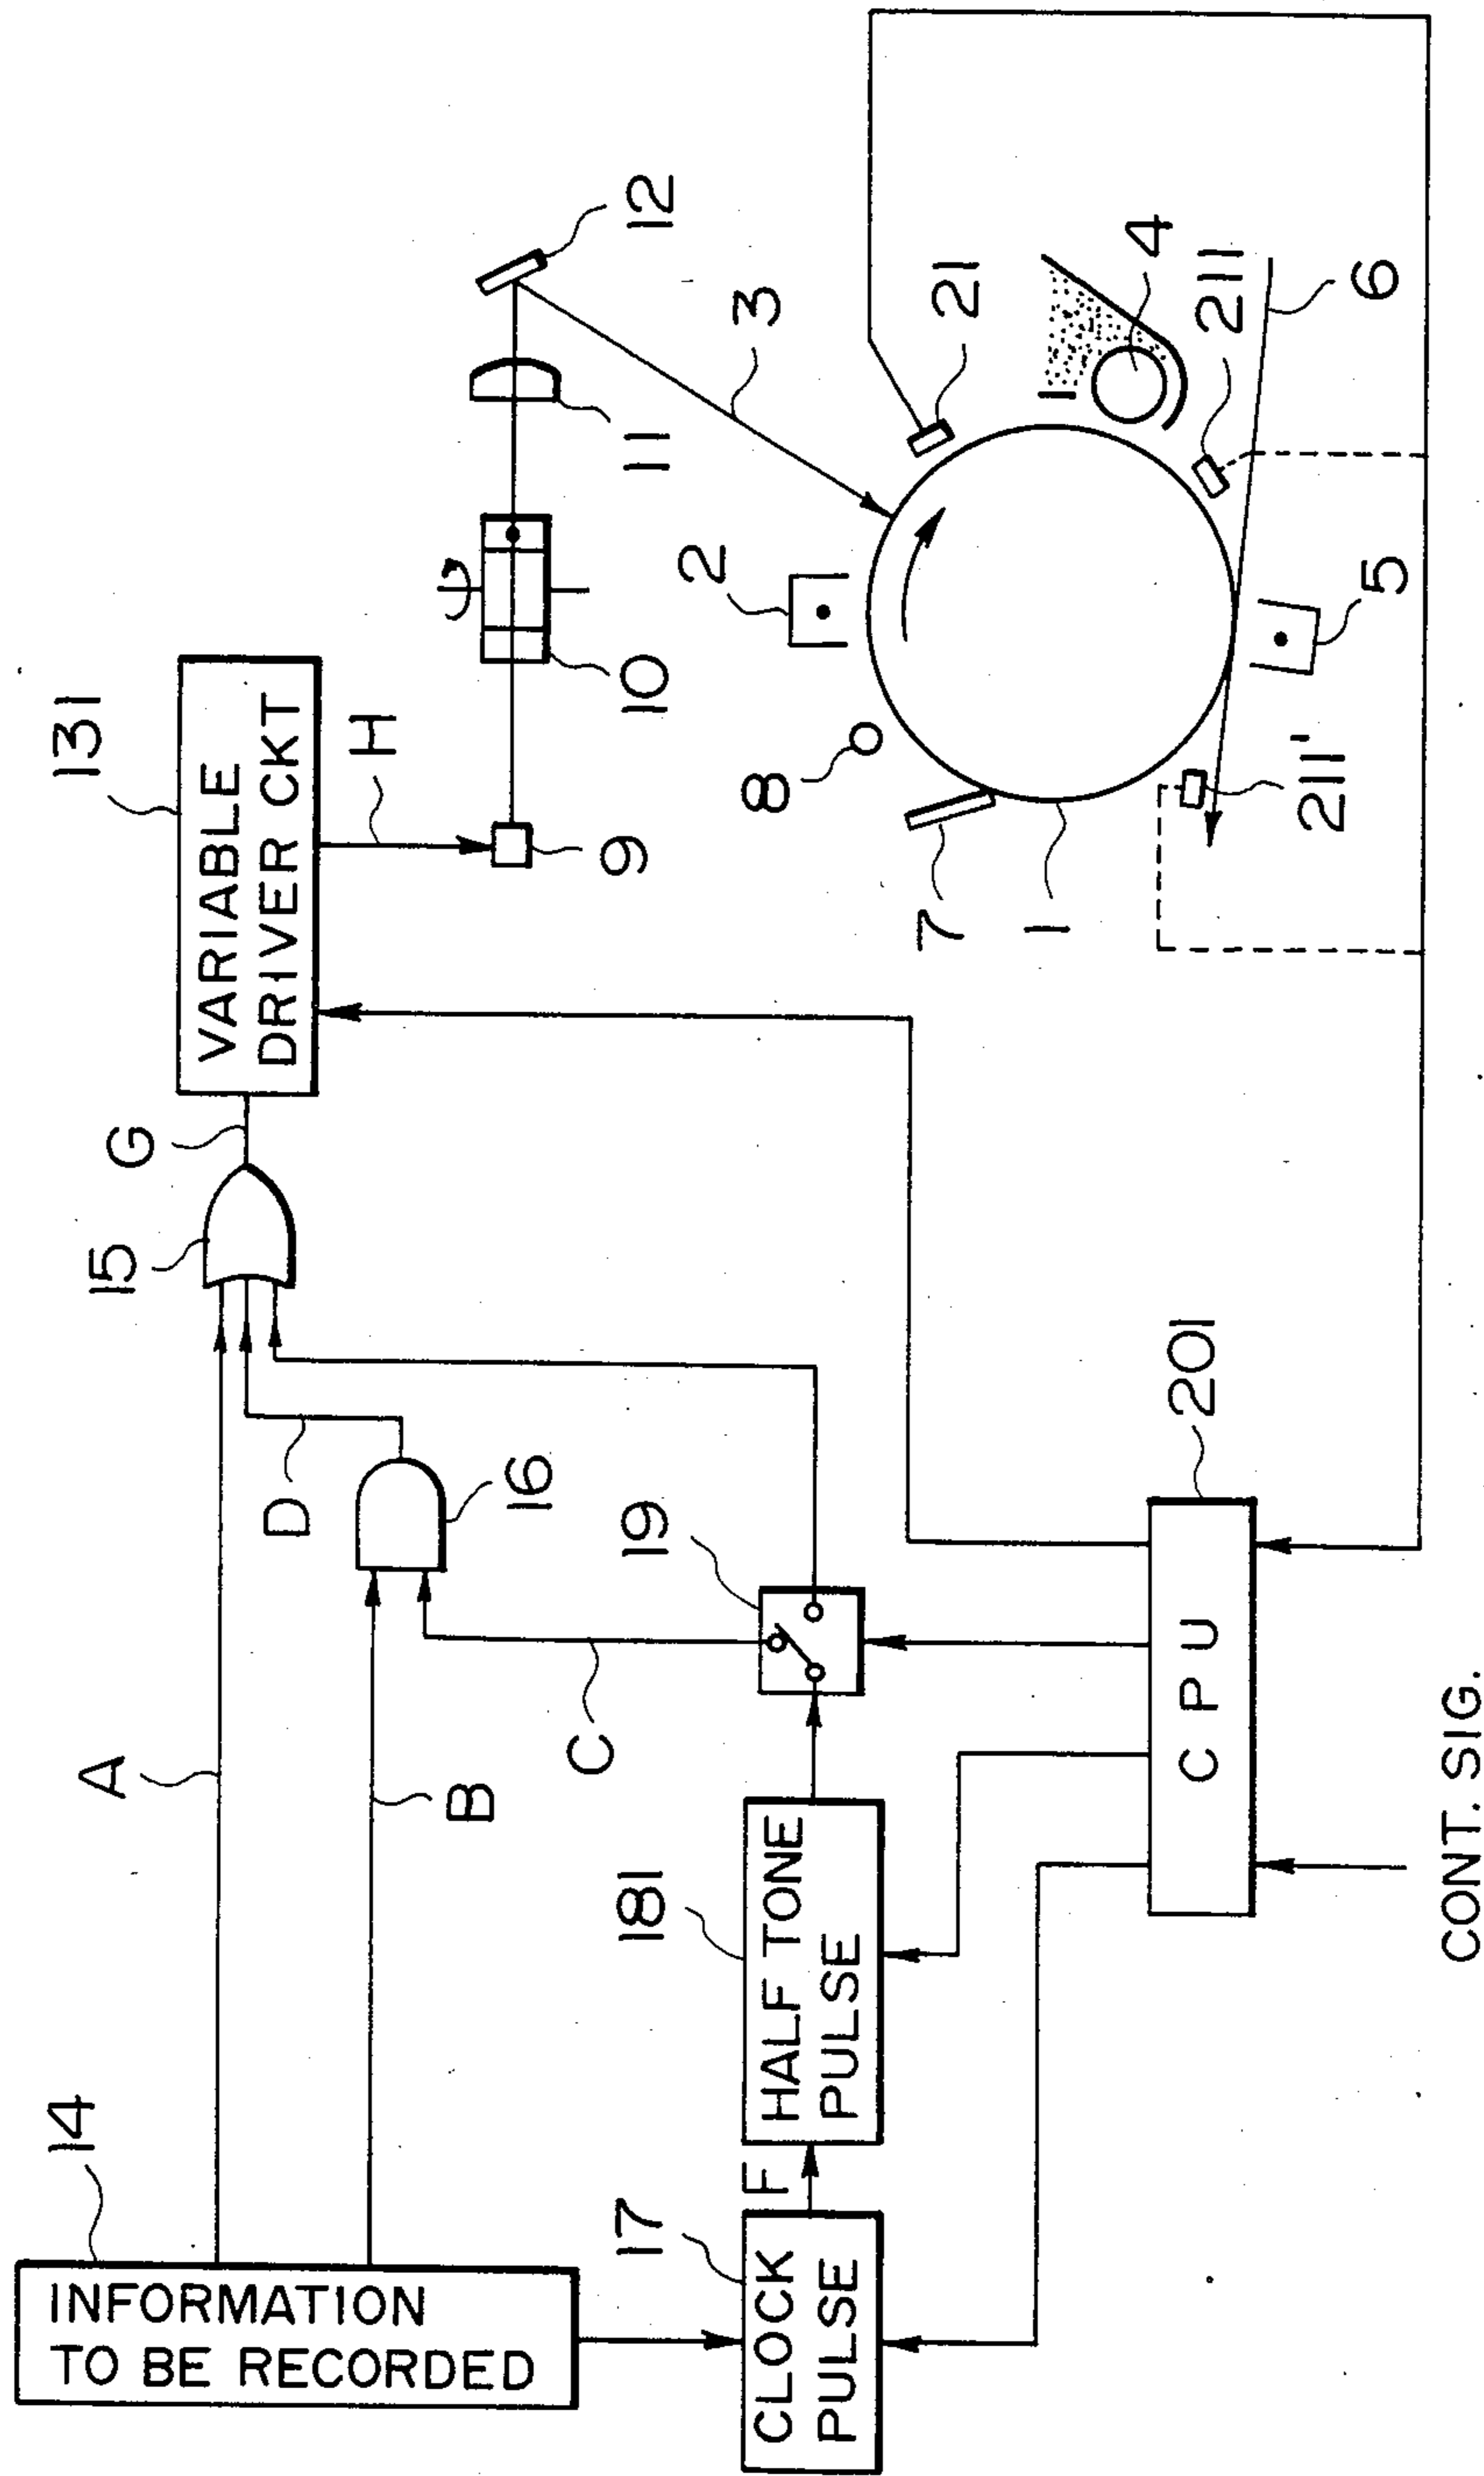 14
INFORMATION
TO BE RECORDED
A
B
D
15
G
131
VARIABLE
DRIVER CKT
H
9
10
11
12
16
C
17
CLOCK
PULSE
F
181
HALF TONE
PULSE
19
201
CPU
CONT. SIG.
2
3
21
4
211
6
5
211'
1
7
8